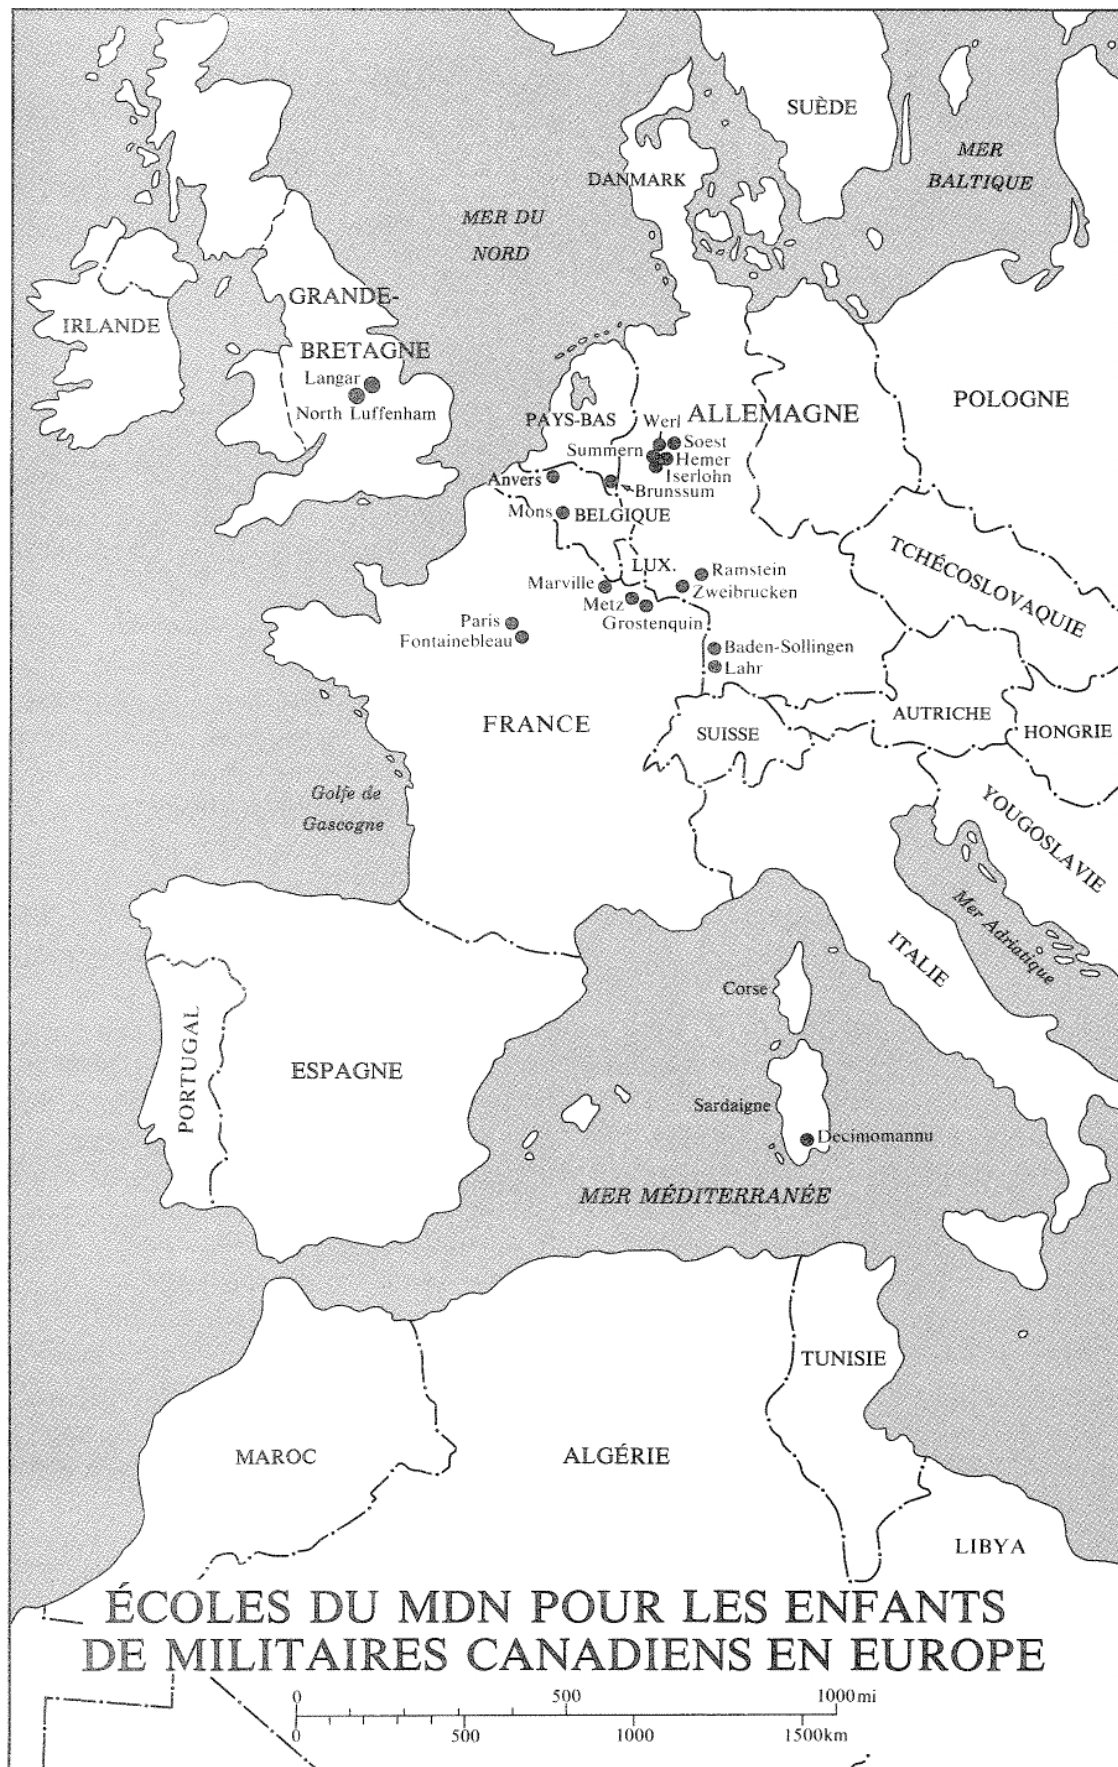 SUÈDE
MER
BALTIQUE
DANMARK
MER DU
NORD
GRANDE-
BRETAGNE
IRLANDE
Langar
North Luffenham
PAYS-BAS
ALLEMAGNE
POLOGNE
Werl
Soest
Summern
Hemer
Iserlohn
Anvers
Brunssum
Mons
BELGIQUE
LUX.
TCHÉCOSLOVAQUIE
Ramstein
Marville
Zweibrucken
Metz
Grostenquin
Paris
Fontainebleau
Baden-Sollingen
Lahr
FRANCE
SUISSE
AUTRICHE
HONGRIE
Golfe de
Gascogne
YOUGOSLAVIE
Mer Adriatique
ITALIE
Corse
PORTUGAL
ESPAGNE
Sardaigne
Decimomannu
MER MÉDITERRANÉE
TUNISIE
MAROC
ALGÉRIE
LIBYA
ÉCOLES DU MDN POUR LES ENFANTS
DE MILITAIRES CANADIENS EN EUROPE
0 500 1000mi
0 500 1000 1500km